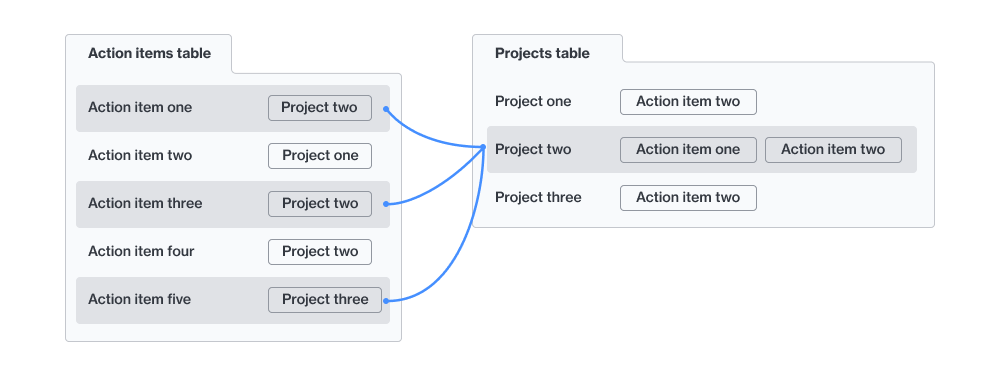 Action items table
Action item one Project two
Action item two Project one
Action item three Project two
Action item four Project two
Action item five Project three
Projects table
Project one Action item two
Project two Action item one Action item two
Project three Action item two